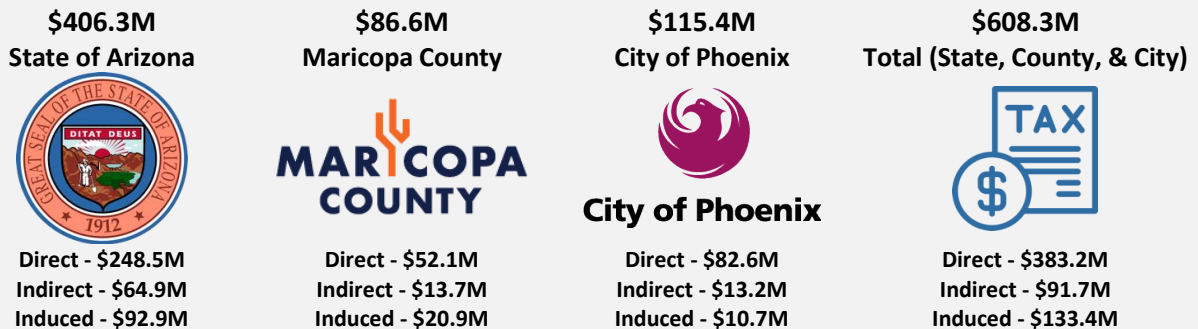 $406.3M
State of Arizona
GREAT SEAL OF THE STATE OF ARIZONA
DITAT DEUS
1912
Direct - $248.5M
Indirect - $64.9M
Induced - $92.9M
$86.6M
Maricopa County
MARICOPA
COUNTY
Direct - $52.1M
Indirect - $13.7M
Induced - $20.9M
$115.4M
City of Phoenix
City of Phoenix
Direct - $82.6M
Indirect - $13.2M
Induced - $10.7M
$608.3M
Total (State, County, & City)
TAX
$
Direct - $383.2M
Indirect - $91.7M
Induced - $133.4M